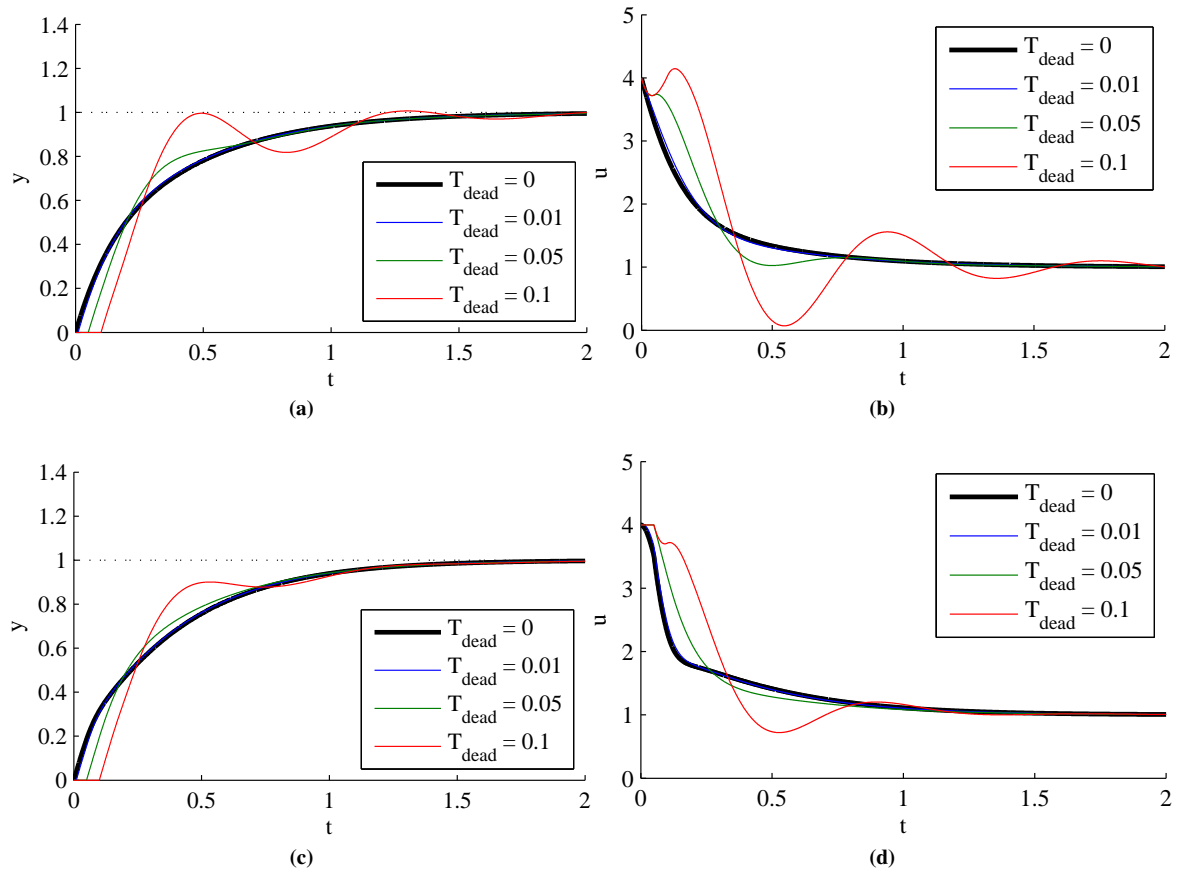 1.4
1.2
1
0.8
0.6
0.4
0.2
0
y
0
0.5
1
1.5
2
t
T_dead = 0
T_dead = 0.01
T_dead = 0.05
T_dead = 0.1
(a)
5
4
3
2
1
0
u
0
0.5
1
1.5
2
t
T_dead = 0
T_dead = 0.01
T_dead = 0.05
T_dead = 0.1
(b)
1.4
1.2
1
0.8
0.6
0.4
0.2
0
y
0
0.5
1
1.5
2
t
T_dead = 0
T_dead = 0.01
T_dead = 0.05
T_dead = 0.1
(c)
5
4
3
2
1
0
u
0
0.5
1
1.5
2
t
T_dead = 0
T_dead = 0.01
T_dead = 0.05
T_dead = 0.1
(d)